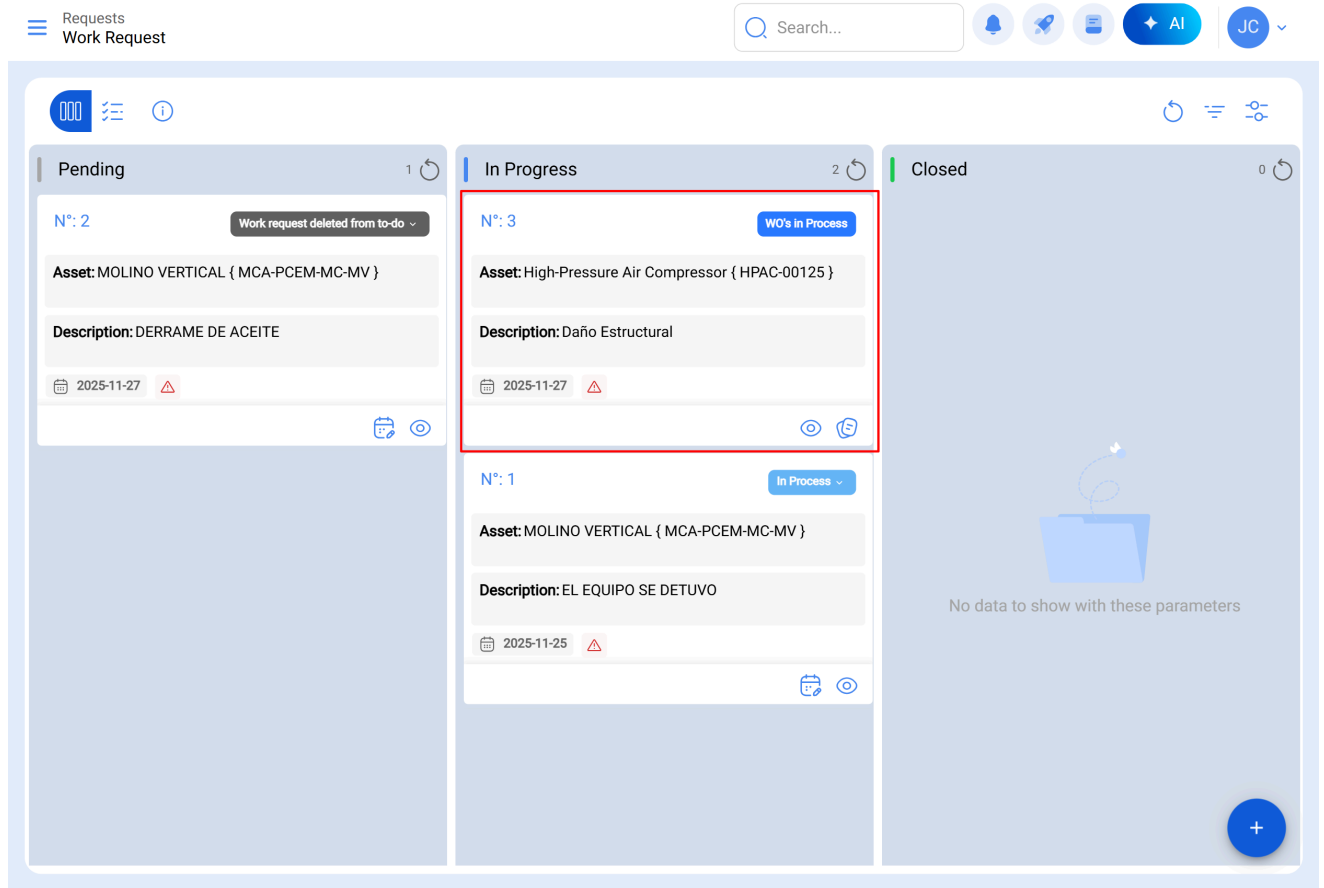 Requests
Work Request
Search...
AI
JC
Pending
1
N°: 2
Work request deleted from to-do
Asset: MOLINO VERTICAL { MCA-PCEM-MC-MV }
Description: DERRAME DE ACEITE
2025-11-27
In Progress
2
N°: 3
WO's in Process
Asset: High-Pressure Air Compressor { HPAC-00125 }
Description: Daño Estructural
2025-11-27
N°: 1
In Process
Asset: MOLINO VERTICAL { MCA-PCEM-MC-MV }
Description: EL EQUIPO SE DETUVO
2025-11-25
Closed
0
No data to show with these parameters
+